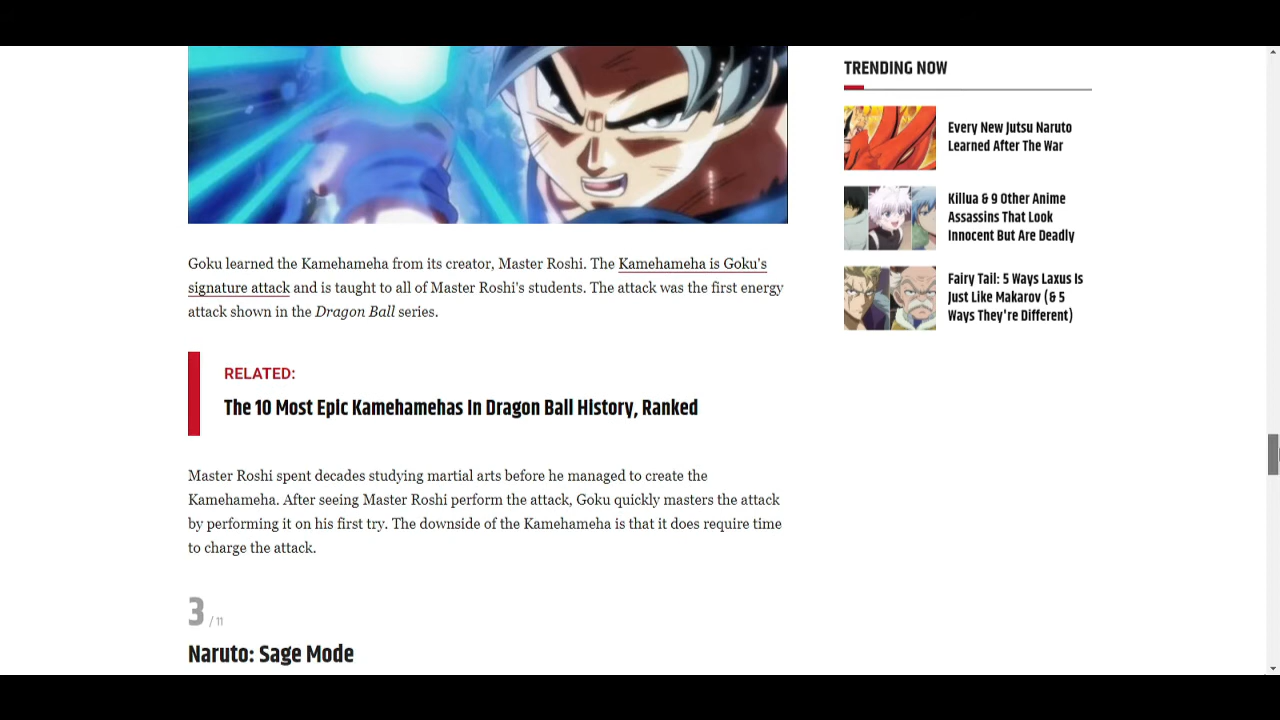 Goku learned the Kamehameha from its creator, Master Roshi. The Kamehameha is Goku's
signature attack and is taught to all of Master Roshi's students. The attack was the first energy
attack shown in the Dragon Ball series.
RELATED:
The 10 Most Epic Kamehamehas In Dragon Ball History, Ranked
Master Roshi spent decades studying martial arts before he managed to create the
Kamehameha. After seeing Master Roshi perform the attack, Goku quickly masters the attack
by performing it on his first try. The downside of the Kamehameha is that it does require time
to charge the attack.
3 / 11
Naruto: Sage Mode
TRENDING NOW
Every New Jutsu Naruto
Learned After The War
Killua & 9 Other Anime
Assassins That Look
Innocent But Are Deadly
Fairy Tail: 5 Ways Laxus Is
Just Like Makarov (& 5
Ways They're Different)